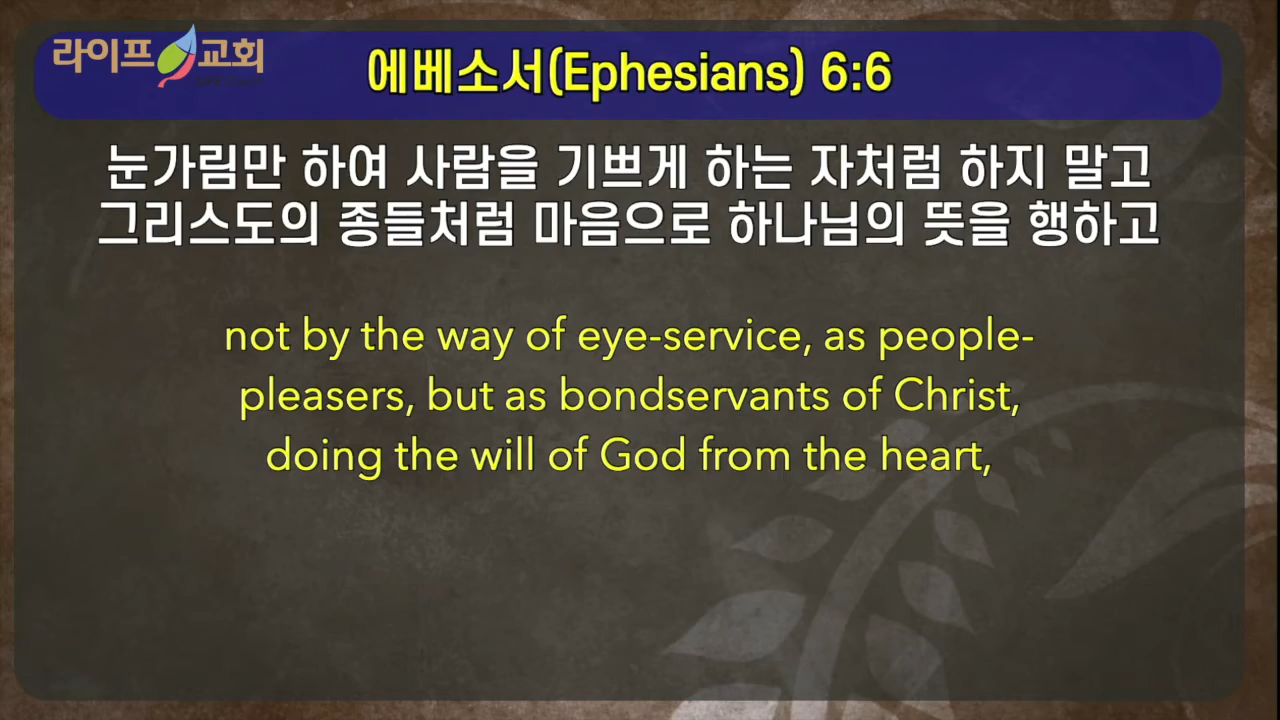 라이프 교회
에베소서(Ephesians) 6:6
눈가림만 하여 사람을 기쁘게 하는 자처럼 하지 말고
그리스도의 종들처럼 마음으로 하나님의 뜻을 행하고
not by the way of eye-service, as people-
pleasers, but as bondservants of Christ,
doing the will of God from the heart,